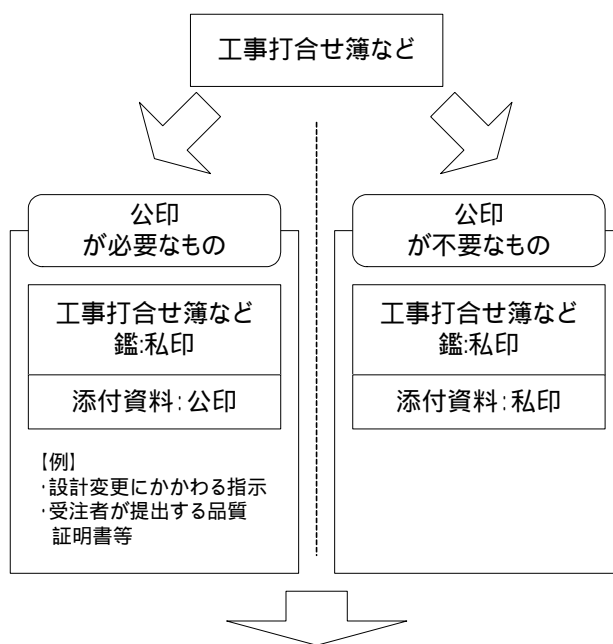 工事打合せ簿など
公印
が必要なもの
工事打合せ簿など
鑑:私印
添付資料:公印
【例】
・設計変更にかかわる指示
・受注者が提出する品質
証明書等
公印
が不要なもの
工事打合せ簿など
鑑:私印
添付資料:私印